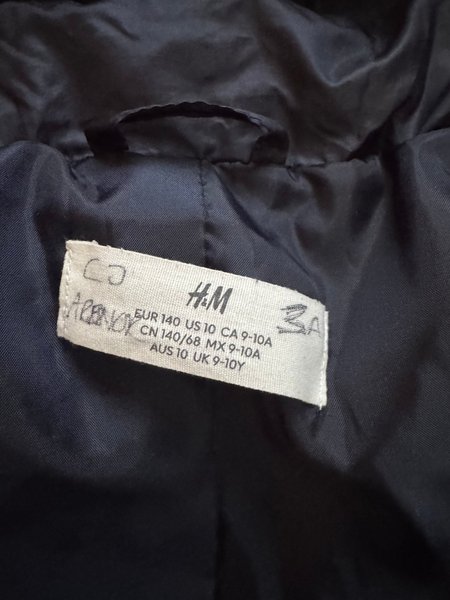 CJ
H&M
3A
EUR 140 US 10 CA 9-10A
CN 140/68 MX 9-10A
AUS 10 UK 9-10Y